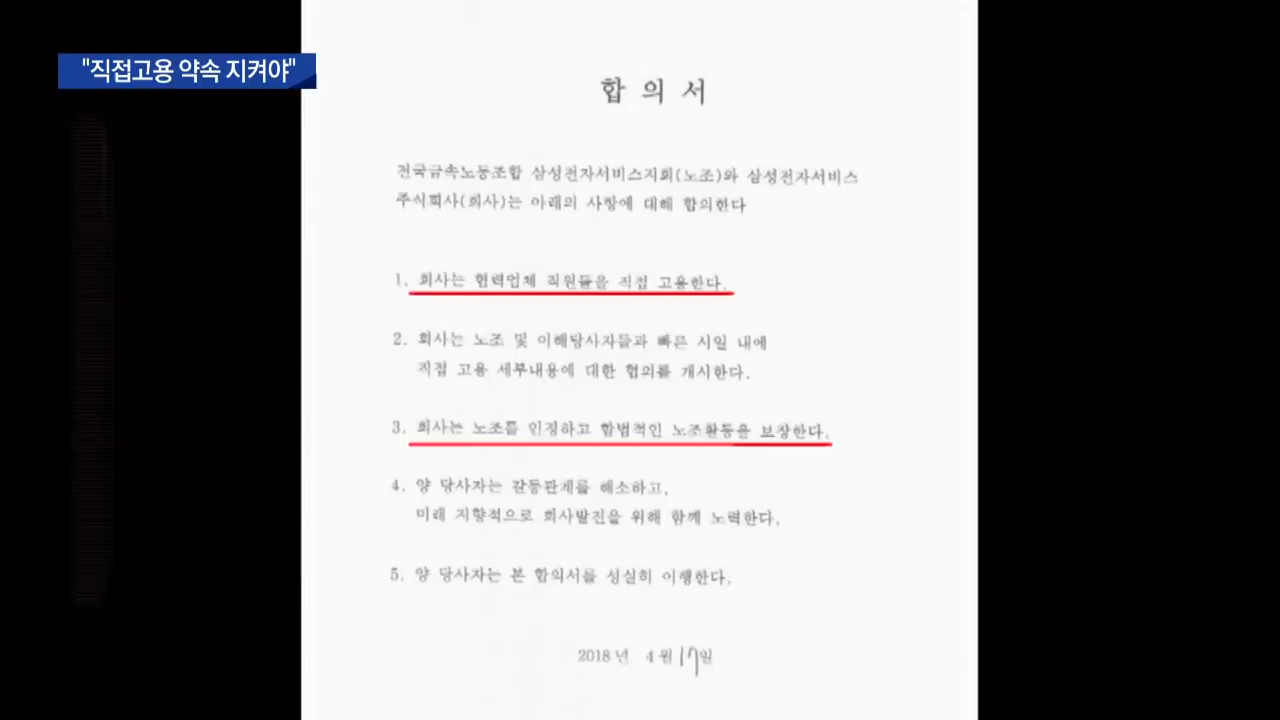 "직접고용 약속 지켜야"
합 의 서
전국금속노동조합 삼성전자서비스지회(노조)와 삼성전자서비스
주식회사(회사)는 아래의 사항에 대해 합의한다
1. 회사는 협력업체 직원들을 직접 고용한다.
2. 회사는 노조 및 이해당사자들과 빠른 시일 내에
직접 고용 세부내용에 대한 협의를 개시한다.
3. 회사는 노조를 인정하고 합법적인 노조활동을 보장한다.
4. 양 당사자는 갈등관계를 해소하고,
미래 지향적으로 회사발전을 위해 함께 노력한다.
5. 양 당사자는 본 합의서를 성실히 이행한다.
2018 년 4 월 17일